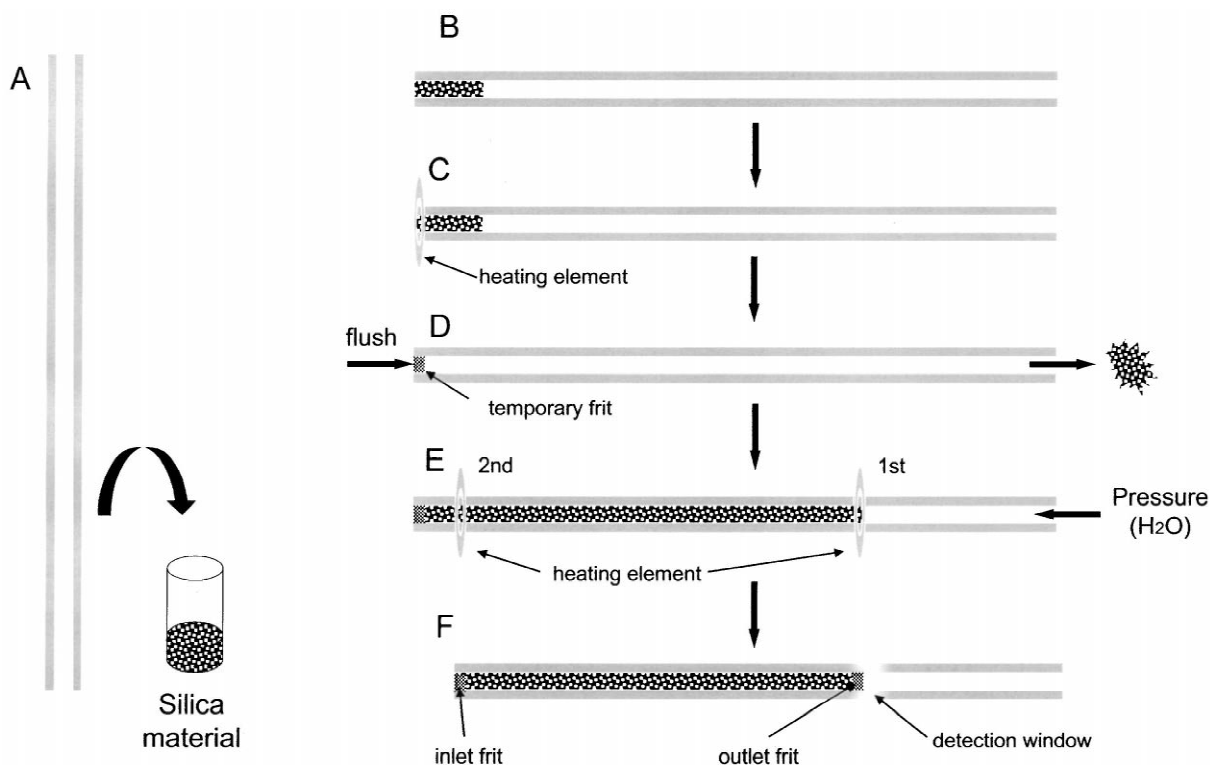 A
Silica
material
B
C
heating element
D
flush
temporary frit
E
2nd
1st
Pressure
(H2O)
heating element
F
inlet frit
outlet frit
detection window